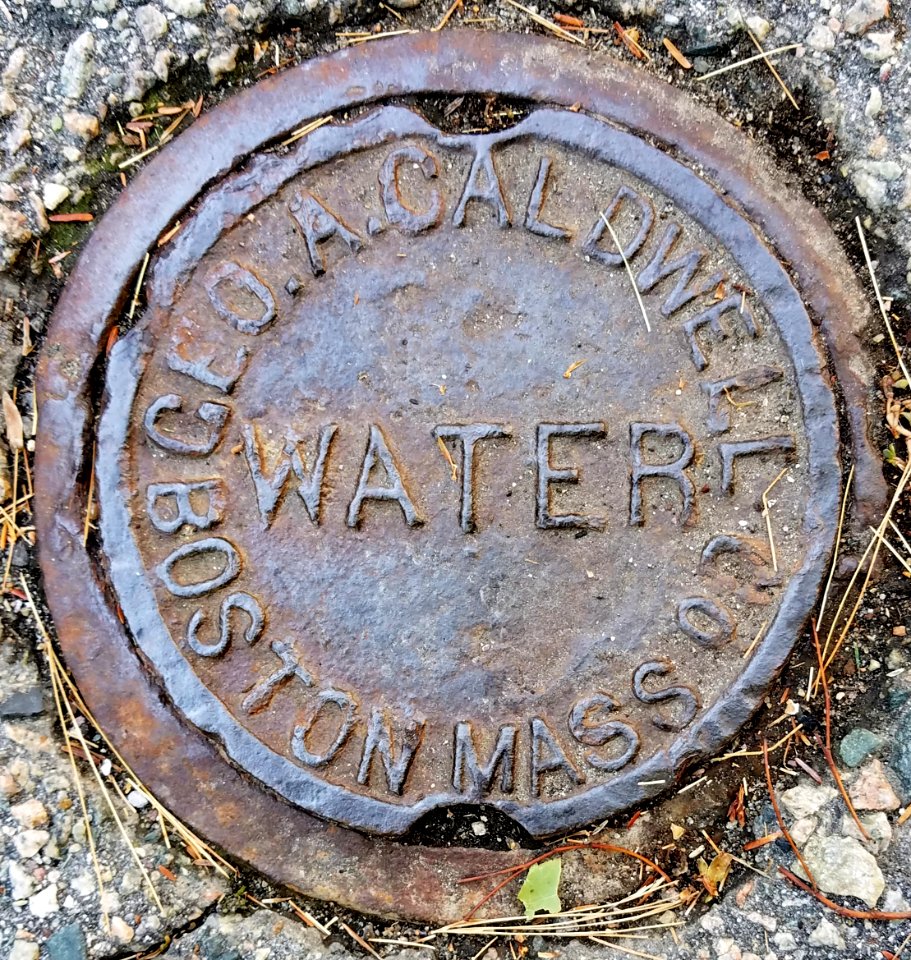 GEO. A. CALDWELL CO
WATER
BOSTON MASS